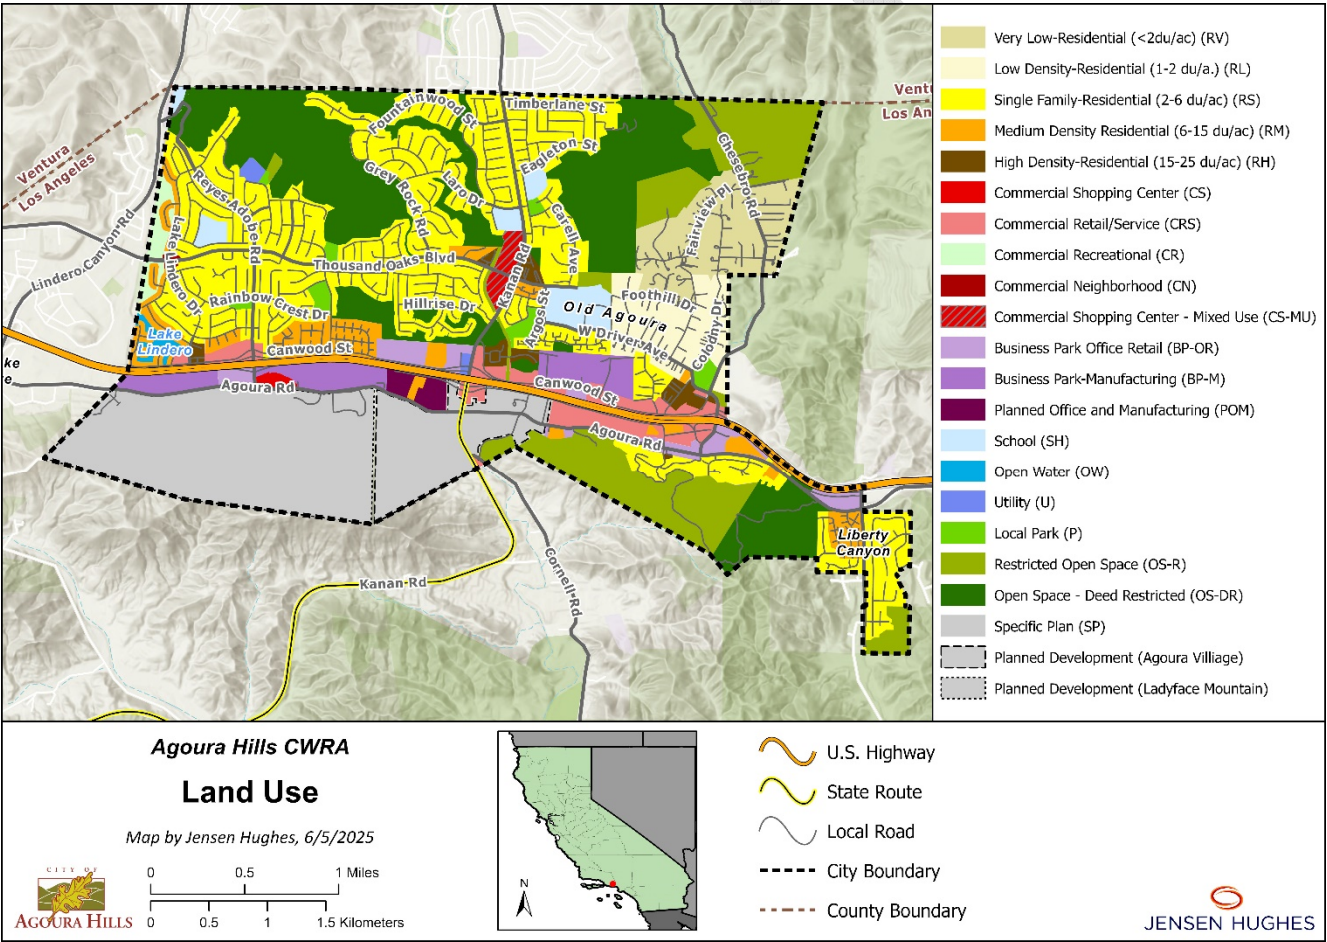 Ventura
Los Angeles
Lindero Canyon Rd
Reyes Adobe Rd
Lake Lindero Dr
Fountainwood St
Timberlane St
Eagleton St
Grey Rock Rd
Laro Dr
Carell Ave
Chesebro Rd
Fairview Pl
Thousand Oaks Blvd
Kanan Rd
Rainbow Crest Dr
Hillrise Dr
Argos St
Old Agoura
Foothill Dr
W Driver Ave
Colodny Dr
Lake
Lindero
Canwood St
Canwood St
Agoura Rd
Agoura Rd
Liberty
Canyon
Kanan Rd
Cornell Rd
ke
e
Ventu
Los An
Very Low-Residential (<2du/ac) (RV)
Low Density-Residential (1-2 du/a.) (RL)
Single Family-Residential (2-6 du/ac) (RS)
Medium Density Residential (6-15 du/ac) (RM)
High Density-Residential (15-25 du/ac) (RH)
Commercial Shopping Center (CS)
Commercial Retail/Service (CRS)
Commercial Recreational (CR)
Commercial Neighborhood (CN)
Commercial Shopping Center - Mixed Use (CS-MU)
Business Park Office Retail (BP-OR)
Business Park-Manufacturing (BP-M)
Planned Office and Manufacturing (POM)
School (SH)
Open Water (OW)
Utility (U)
Local Park (P)
Restricted Open Space (OS-R)
Open Space - Deed Restricted (OS-DR)
Specific Plan (SP)
Planned Development (Agoura Villiage)
Planned Development (Ladyface Mountain)
Agoura Hills CWRA
Land Use
Map by Jensen Hughes, 6/5/2025
0 0.5 1 Miles
0 0.5 1 1.5 Kilometers
CITY OF
AGOURA HILLS
N
U.S. Highway
State Route
Local Road
City Boundary
County Boundary
JENSEN HUGHES